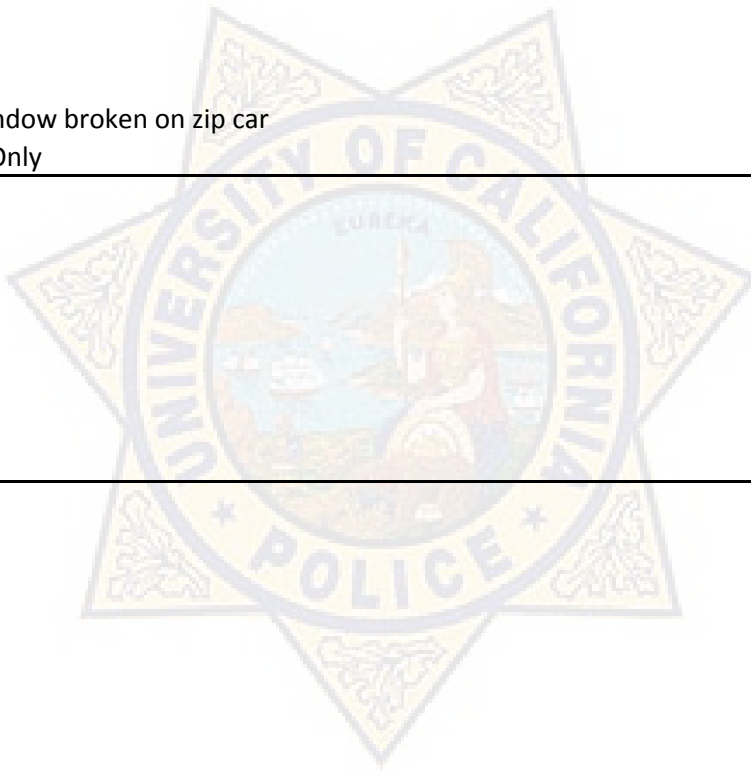 ndow broken on zip car
Only
UNIVERSITY OF CALIFORNIA
EUREKA
POLICE